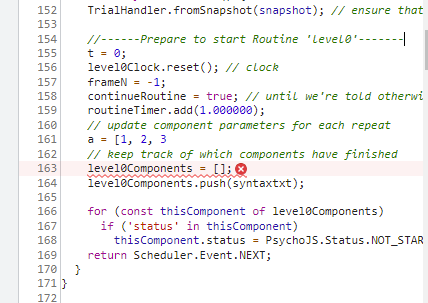 152 TrialHandler.fromSnapshot(snapshot); // ensure that
153
154 //------Prepare to start Routine 'level0'-------
155 t = 0;
156 level0Clock.reset(); // clock
157 frameN = -1;
158 continueRoutine = true; // until we're told otherwi
159 routineTimer.add(1.000000);
160 // update component parameters for each repeat
161 a = [1, 2, 3
162 // keep track of which components have finished
163 level0Components = [];
164 level0Components.push(syntaxtxt);
165
166 for (const thisComponent of level0Components)
167 if ('status' in thisComponent)
168 thisComponent.status = PsychoJS.Status.NOT_STAR
169 return Scheduler.Event.NEXT;
170 }
171 }
172